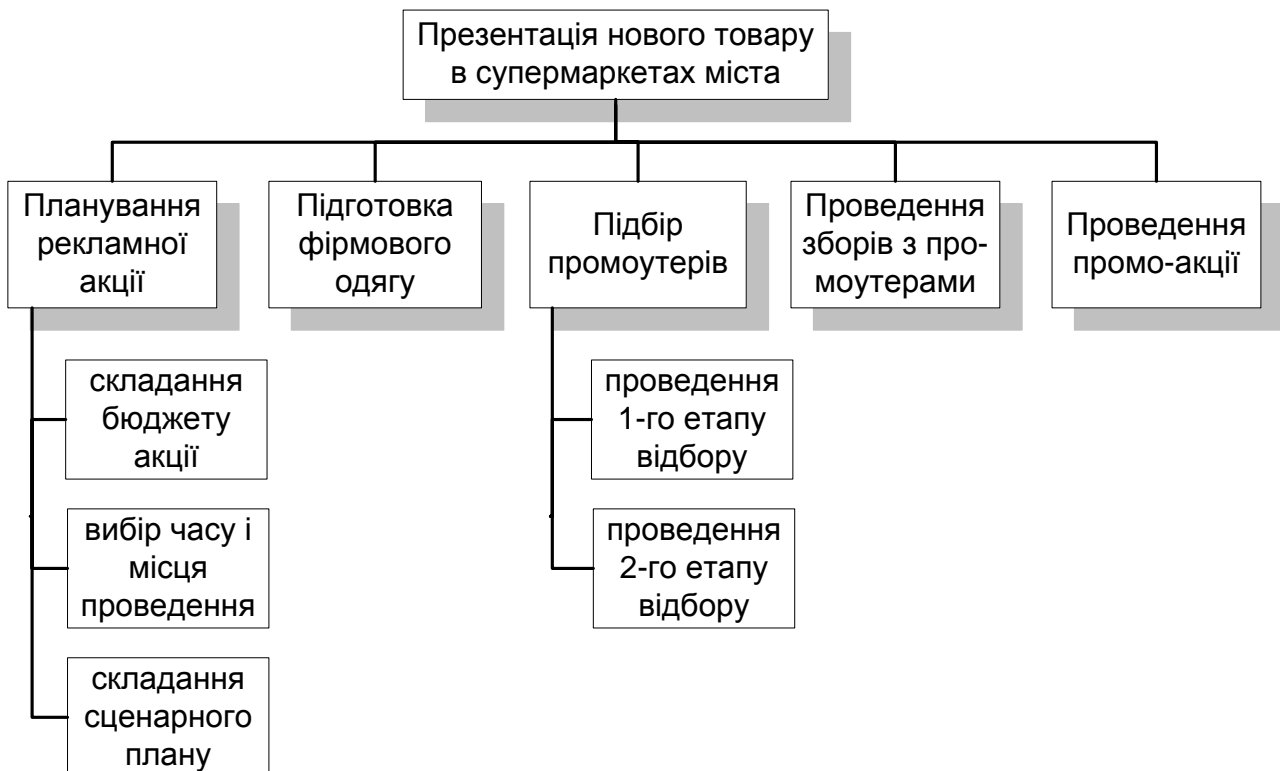 Презентація нового товару
в супермаркетах міста
Планування
рекламної
акції
Підготовка
фірмового
одягу
Підбір
промоутерів
Проведення
зборів з про-
моутерами
Проведення
промо-акції
складання
бюджету
акції
вибір часу і
місця
проведення
складання
сценарного
плану
проведення
1-го етапу
відбору
проведення
2-го етапу
відбору